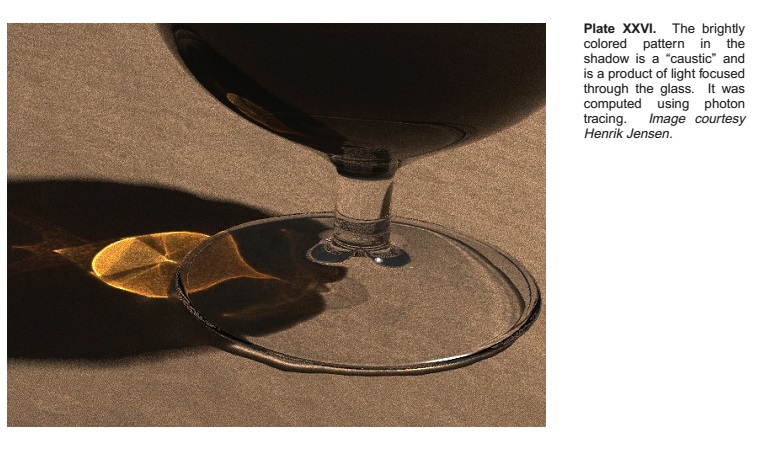 Plate XXVI. The brightly
colored pattern in the
shadow is a “caustic” and
is a product of light focused
through the glass. It was
computed using photon
tracing. Image courtesy
Henrik Jensen.